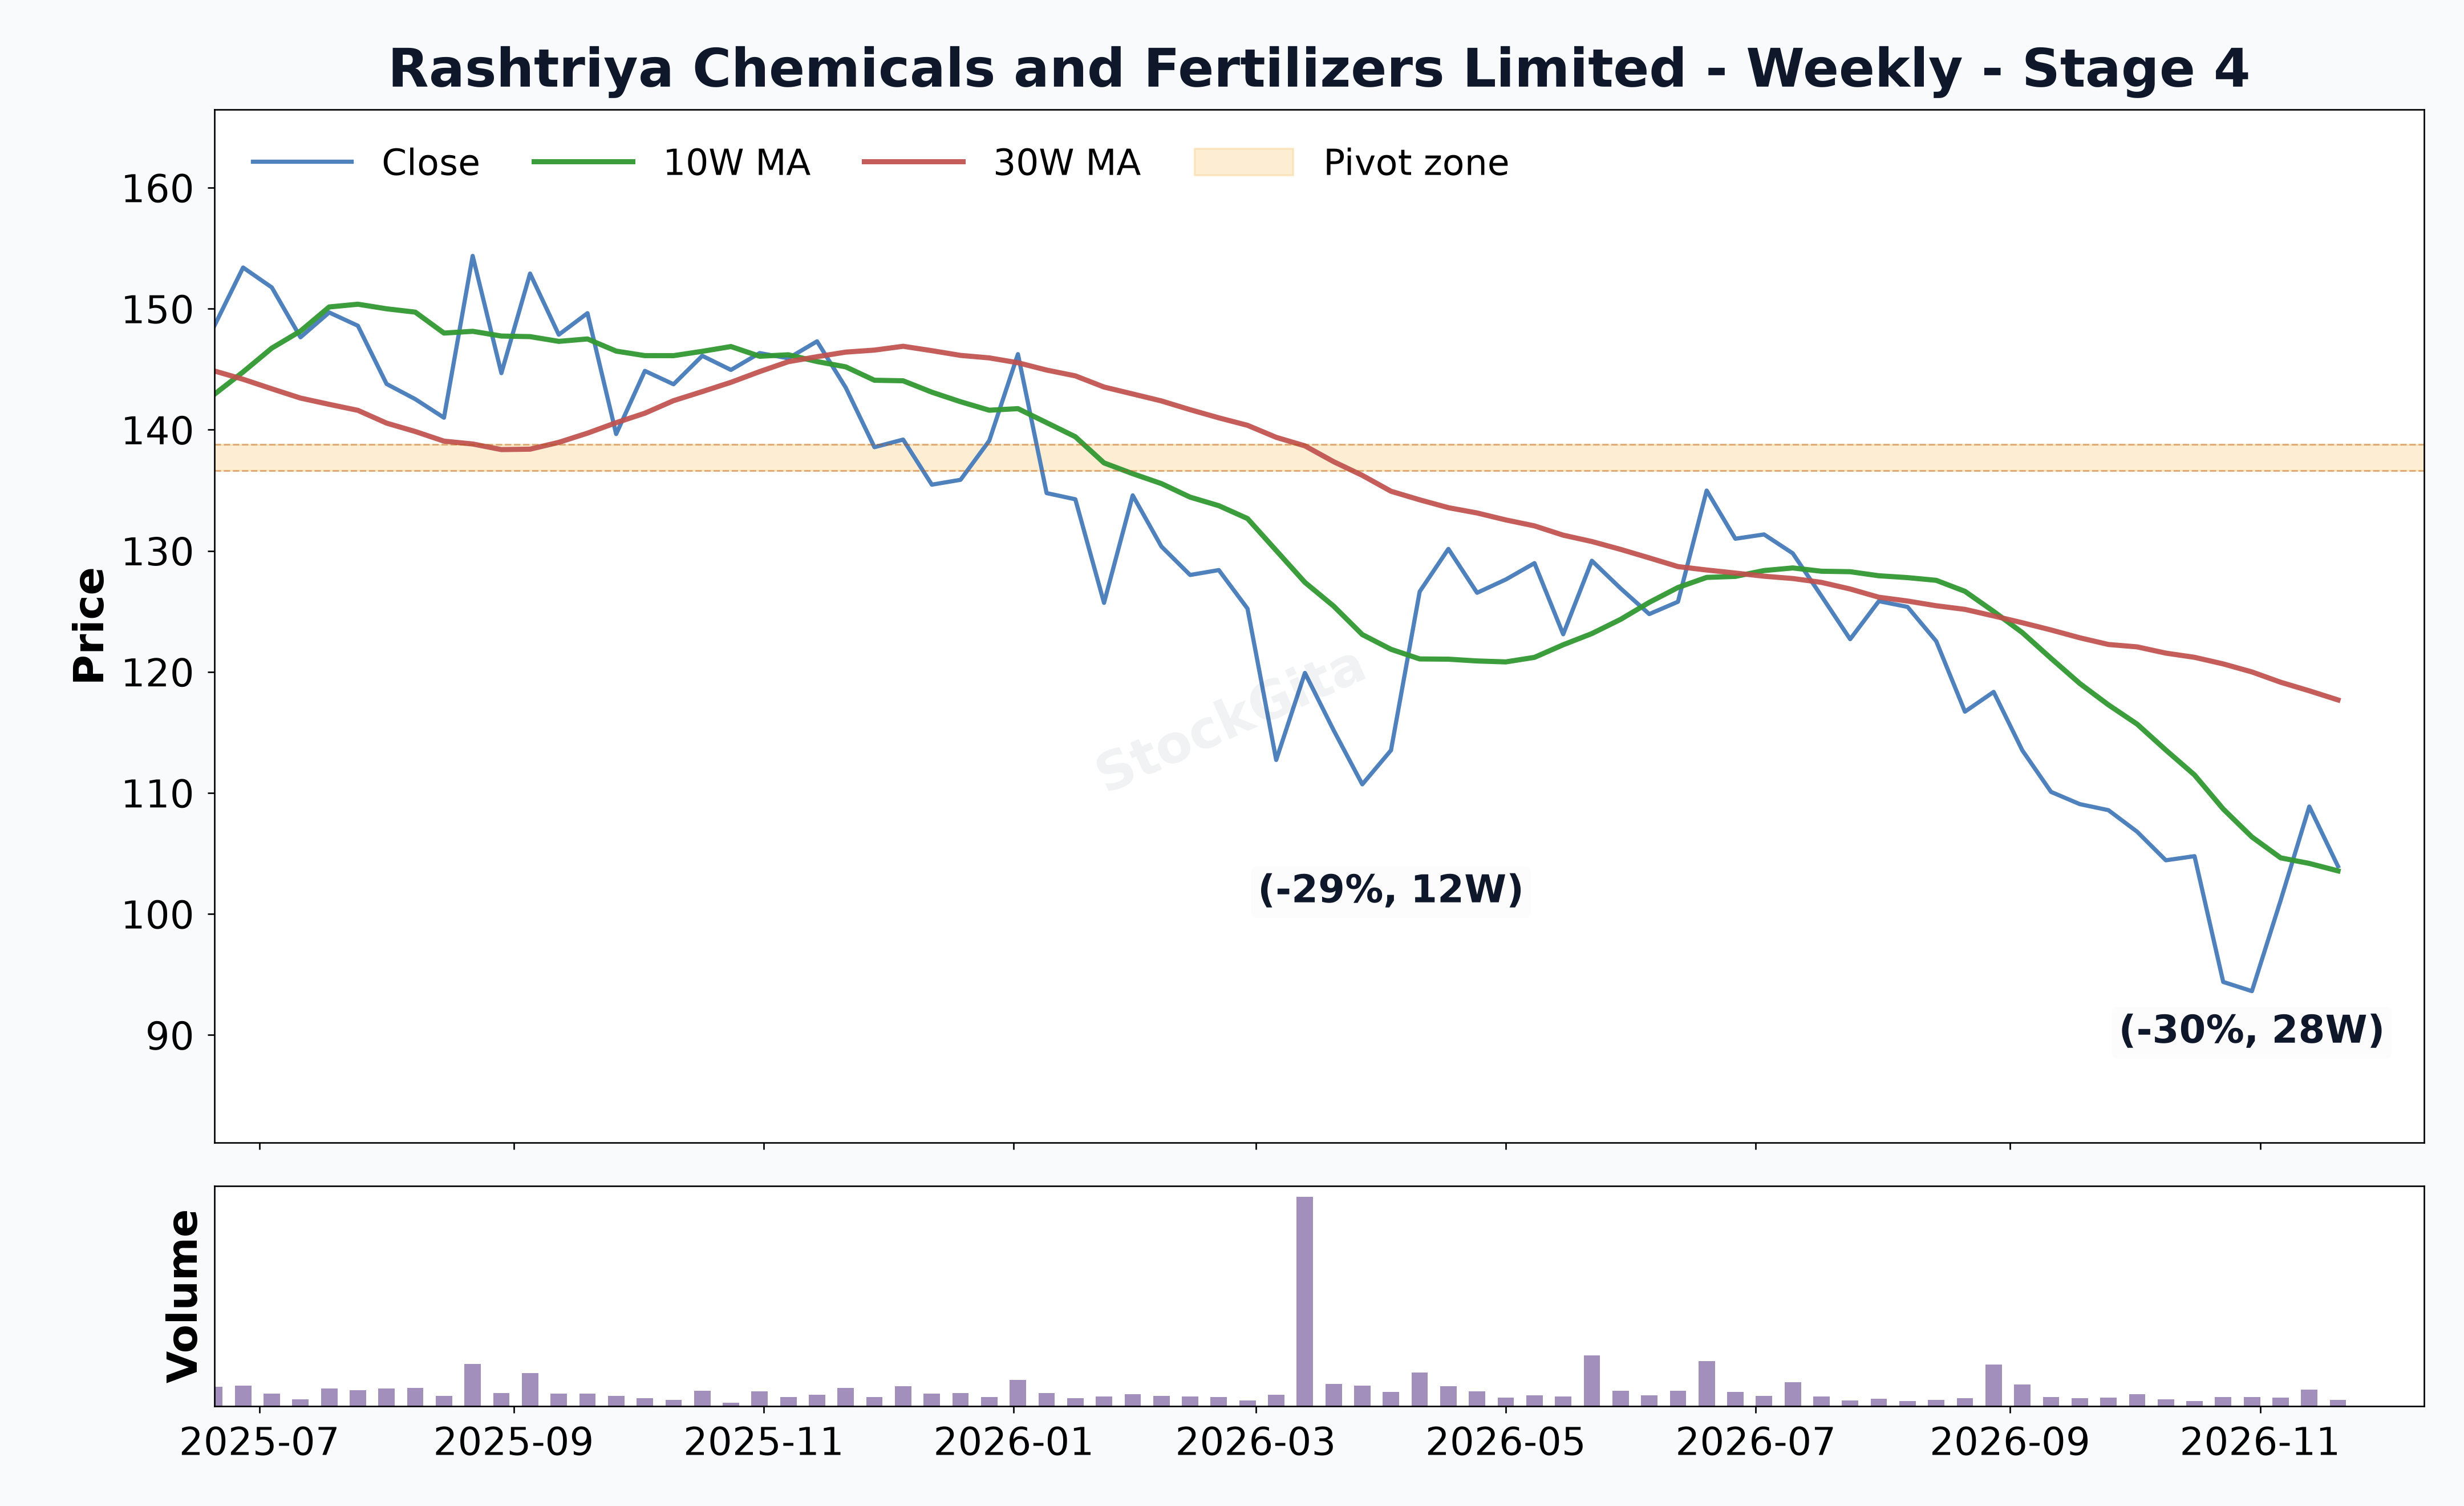 Rashtriya Chemicals and Fertilizers Limited - Weekly - Stage 4
Close 10W MA 30W MA Pivot zone
160
150
140
130
120
110
100
90
Price
StockGita
(-29%, 12W)
(-30%, 28W)
Volume
2025-07 2025-09 2025-11 2026-01 2026-03 2026-05 2026-07 2026-09 2026-11